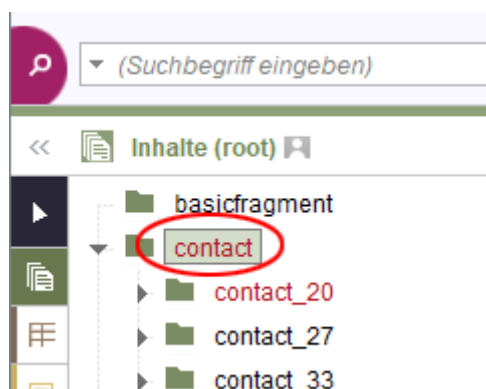 (Suchbegriff eingeben)
Inhalte (root)
basicfragment
contact
contact_20
contact_27
contact_33